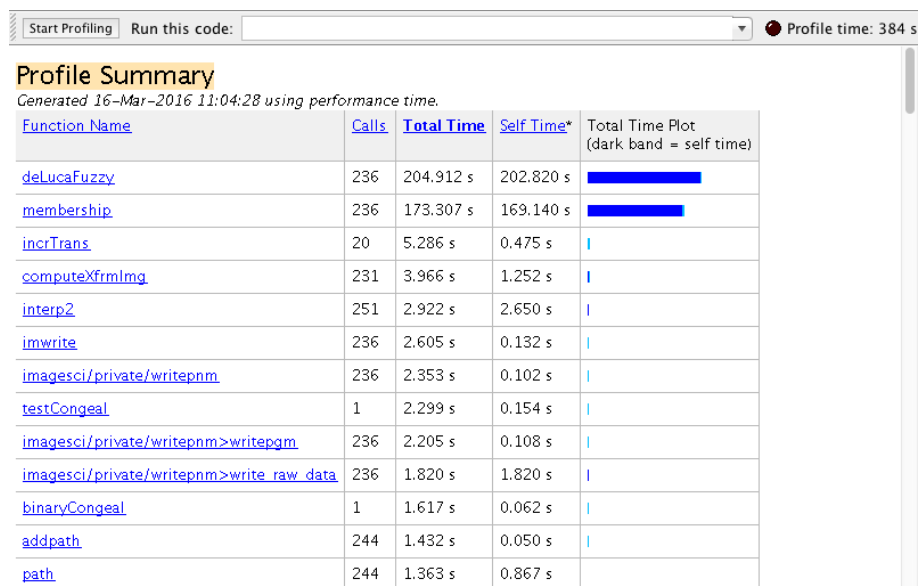 Start Profiling Run this code: Profile time: 384 s
Profile Summary
Generated 16-Mar-2016 11:04:28 using performance time.
Function Name Calls Total Time Self Time* Total Time Plot
(dark band = self time)
deLucaFuzzy 236 204.912 s 202.820 s
membership 236 173.307 s 169.140 s
incrTrans 20 5.286 s 0.475 s
computeXfrmImg 231 3.966 s 1.252 s
interp2 251 2.922 s 2.650 s
imwrite 236 2.605 s 0.132 s
imagesci/private/writepnm 236 2.353 s 0.102 s
testCongeal 1 2.299 s 0.154 s
imagesci/private/writepnm>writepgm 236 2.205 s 0.108 s
imagesci/private/writepnm>write_raw_data 236 1.820 s 1.820 s
binaryCongeal 1 1.617 s 0.062 s
addpath 244 1.432 s 0.050 s
path 244 1.363 s 0.867 s